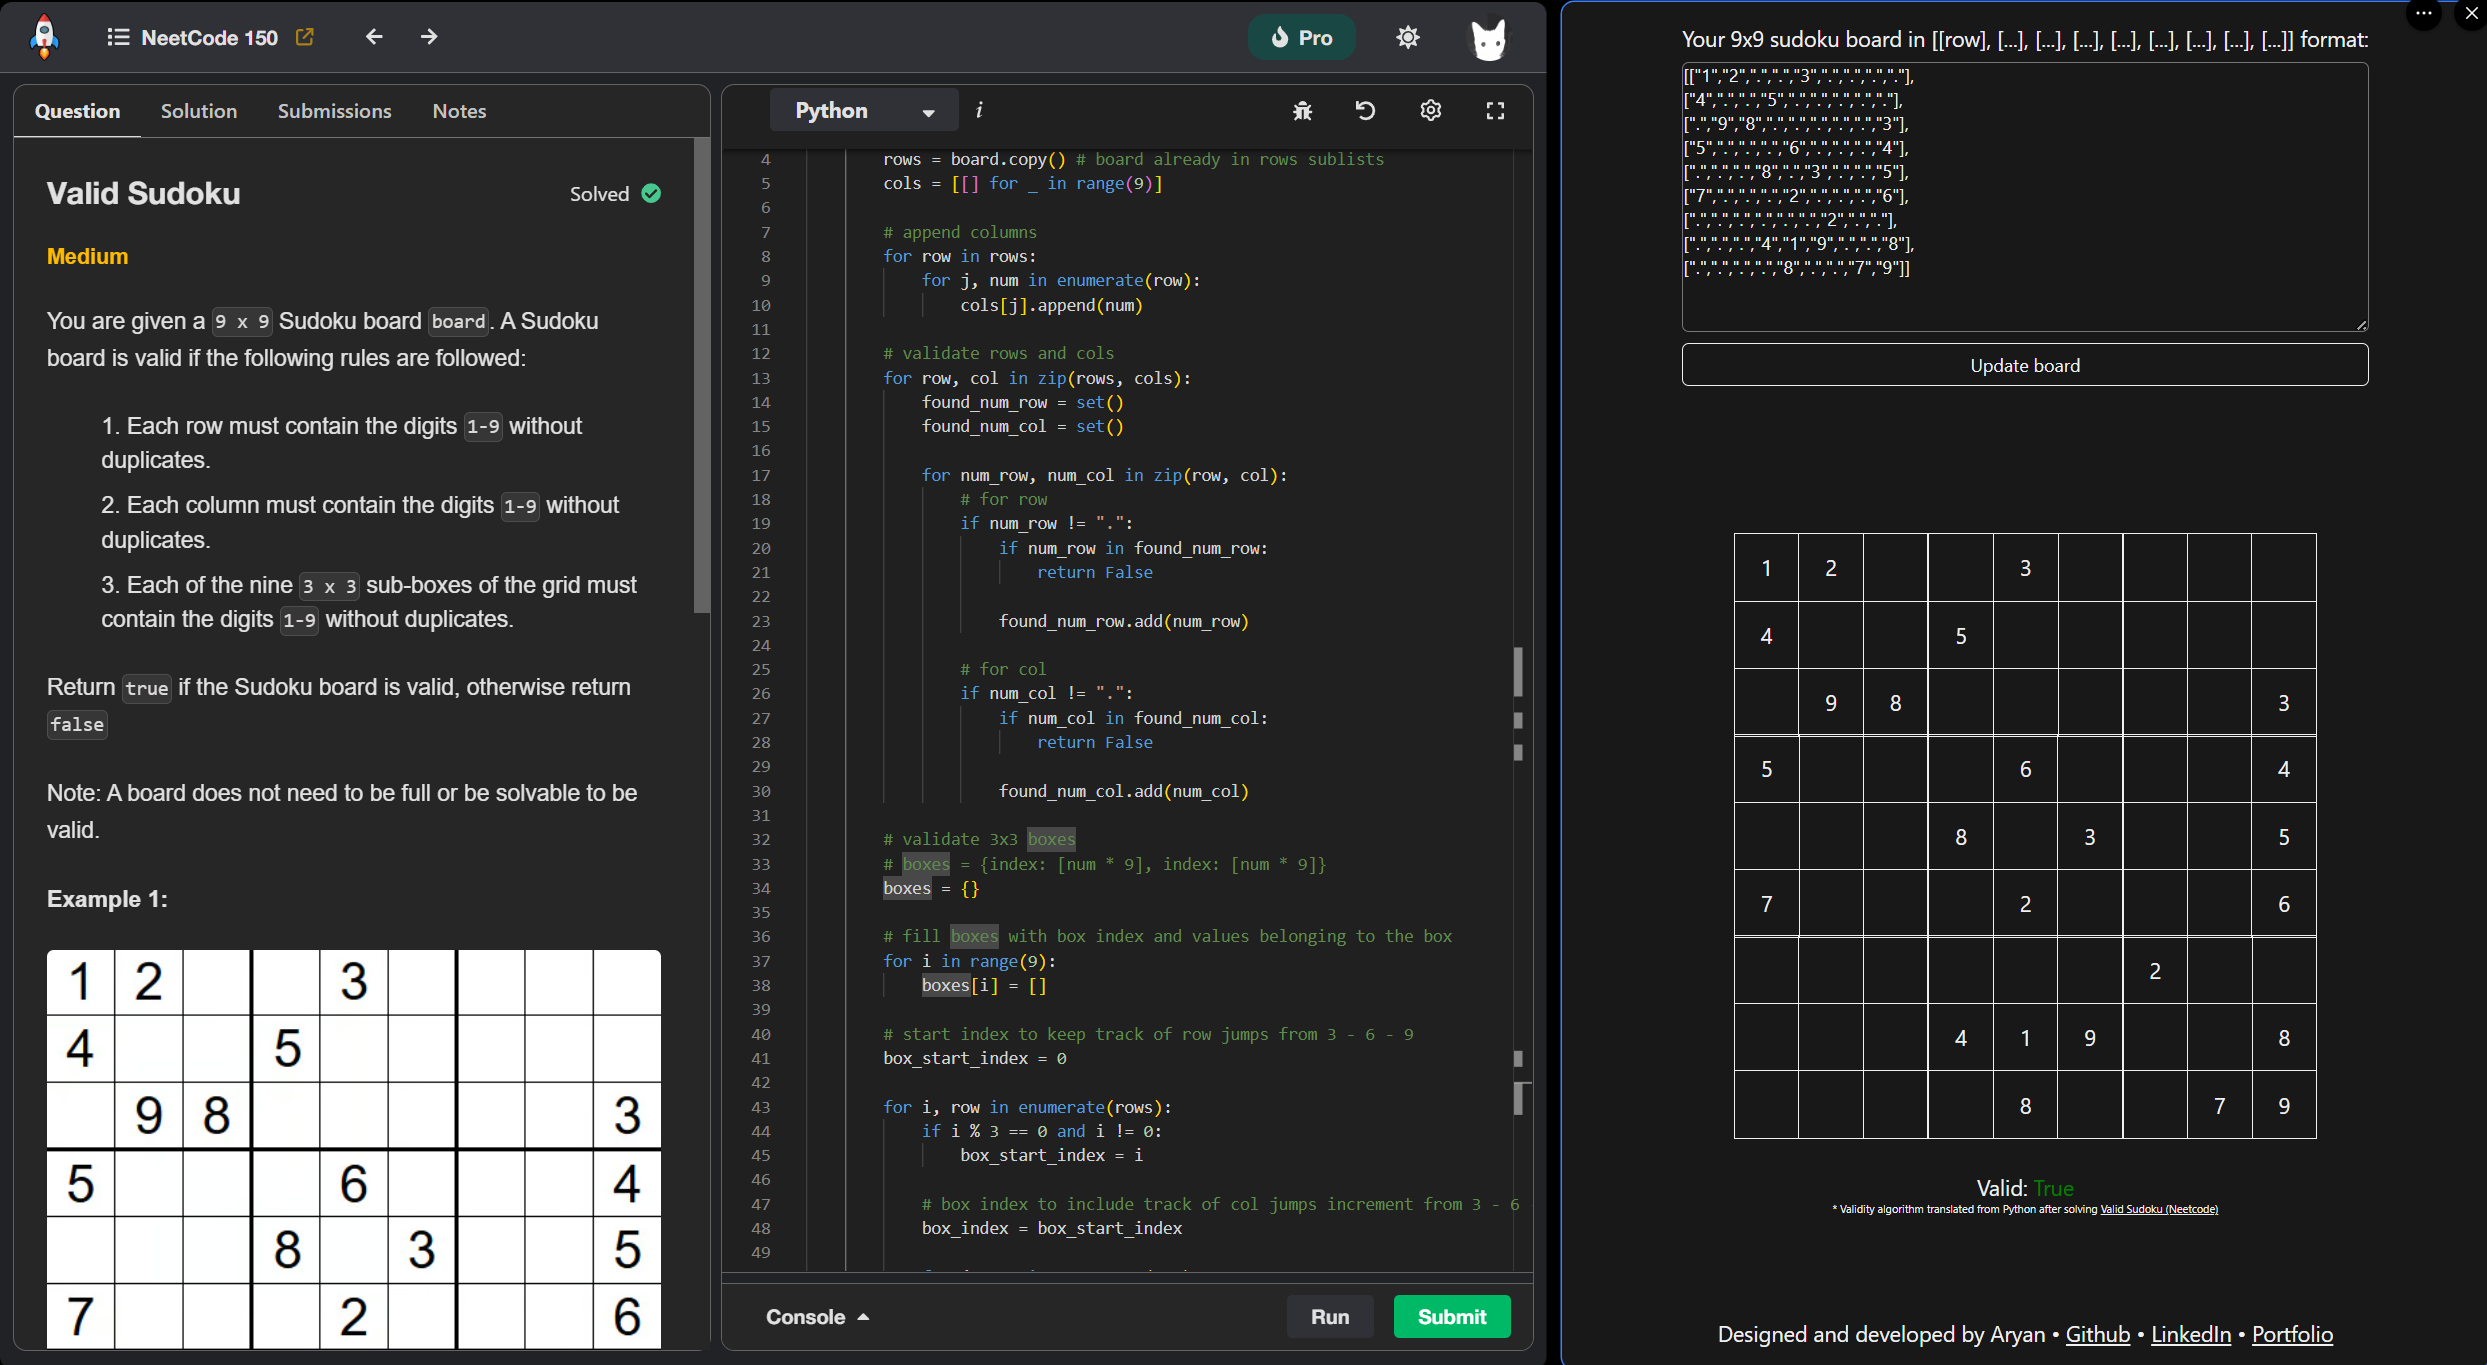 NeetCode 150
Pro
Question Solution Submissions Notes
Valid Sudoku
Solved
Medium
You are given a 9 x 9 Sudoku board board. A Sudoku
board is valid if the following rules are followed:
1. Each row must contain the digits 1-9 without
duplicates.
2. Each column must contain the digits 1-9 without
duplicates.
3. Each of the nine 3 x 3 sub-boxes of the grid must
contain the digits 1-9 without duplicates.
Return true if the Sudoku board is valid, otherwise return
false
Note: A board does not need to be full or be solvable to be
valid.
Example 1:
1 2 3
4 5
9 8 3
5 6 4
8 3 5
7 2 6
Python
i
4 rows = board.copy() # board already in rows sublists
5 cols = [[] for _ in range(9)]
6
7 # append columns
8 for row in rows:
9 for j, num in enumerate(row):
10 cols[j].append(num)
11
12 # validate rows and cols
13 for row, col in zip(rows, cols):
14 found_num_row = set()
15 found_num_col = set()
16
17 for num_row, num_col in zip(row, col):
18 # for row
19 if num_row != ".":
20 if num_row in found_num_row:
21 return False
22
23 found_num_row.add(num_row)
24
25 # for col
26 if num_col != ".":
27 if num_col in found_num_col:
28 return False
29
30 found_num_col.add(num_col)
31
32 # validate 3x3 boxes
33 # boxes = {index: [num * 9], index: [num * 9]}
34 boxes = {}
35
36 # fill boxes with box index and values belonging to the box
37 for i in range(9):
38 boxes[i] = []
39
40 # start index to keep track of row jumps from 3 - 6 - 9
41 box_start_index = 0
42
43 for i, row in enumerate(rows):
44 if i % 3 == 0 and i != 0:
45 box_start_index = i
46
47 # box index to include track of col jumps increment from 3 - 6
48 box_index = box_start_index
49
Console
Run
Submit
Your 9x9 sudoku board in [[row], [...], [...], [...], [...], [...], [...], [...], [...]] format:
[["1","2",".",".","3",".",".",".","."],
["4",".",".","5",".",".",".",".","."],
[".","9","8",".",".",".",".",".","3"],
["5",".",".",".","6",".",".",".","4"],
[".",".",".","8",".","3",".",".","5"],
["7",".",".",".","2",".",".",".","6"],
[".",".",".",".",".",".","2",".","."],
[".",".",".","4","1","9",".",".","8"],
[".",".",".",".","8",".",".","7","9"]]
Update board
1 2 3
4 5
9 8 3
5 6 4
8 3 5
7 2 6
2
4 1 9 8
8 7 9
Valid: True
* Validity algorithm translated from Python after solving Valid Sudoku (Neetcode)
Designed and developed by Aryan • Github • LinkedIn • Portfolio